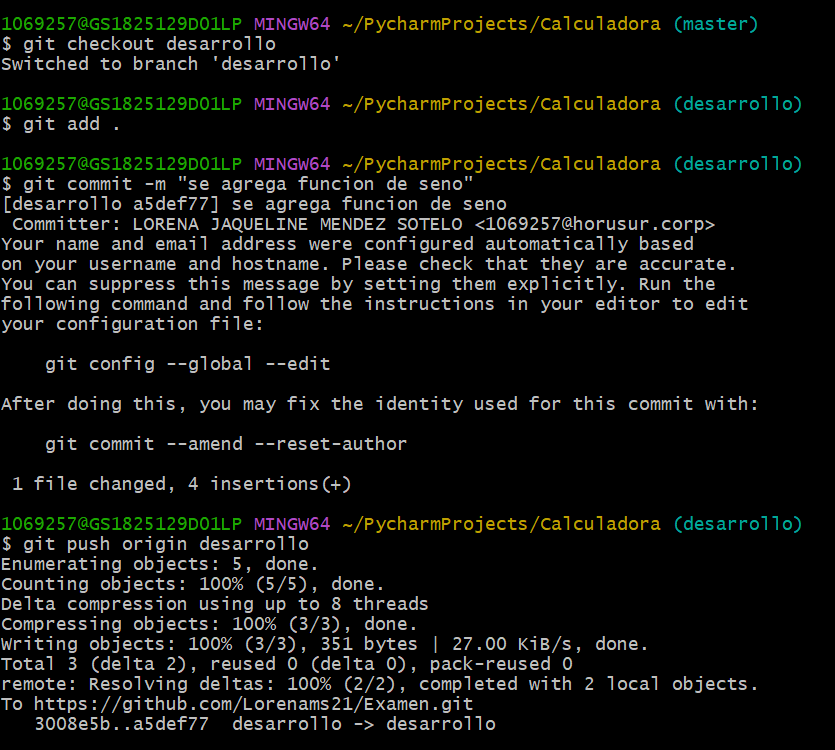 1069257@GS1825129D01LP MINGW64 ~/PycharmProjects/Calculadora (master)
$ git checkout desarrollo
Switched to branch 'desarrollo'
1069257@GS1825129D01LP MINGW64 ~/PycharmProjects/Calculadora (desarrollo)
$ git add .
1069257@GS1825129D01LP MINGW64 ~/PycharmProjects/Calculadora (desarrollo)
$ git commit -m "se agrega funcion de seno"
[desarrollo a5def77] se agrega funcion de seno
 Committer: LORENA JAQUELINE MENDEZ SOTELO <1069257@horusur.corp>
Your name and email address were configured automatically based
on your username and hostname. Please check that they are accurate.
You can suppress this message by setting them explicitly. Run the
following command and follow the instructions in your editor to edit
your configuration file:
    git config --global --edit
After doing this, you may fix the identity used for this commit with:
    git commit --amend --reset-author
 1 file changed, 4 insertions(+)
1069257@GS1825129D01LP MINGW64 ~/PycharmProjects/Calculadora (desarrollo)
$ git push origin desarrollo
Enumerating objects: 5, done.
Counting objects: 100% (5/5), done.
Delta compression using up to 8 threads
Compressing objects: 100% (3/3), done.
Writing objects: 100% (3/3), 351 bytes | 27.00 KiB/s, done.
Total 3 (delta 2), reused 0 (delta 0), pack-reused 0
remote: Resolving deltas: 100% (2/2), completed with 2 local objects.
To https://github.com/Lorenams21/Examen.git
   3008e5b..a5def77  desarrollo -> desarrollo